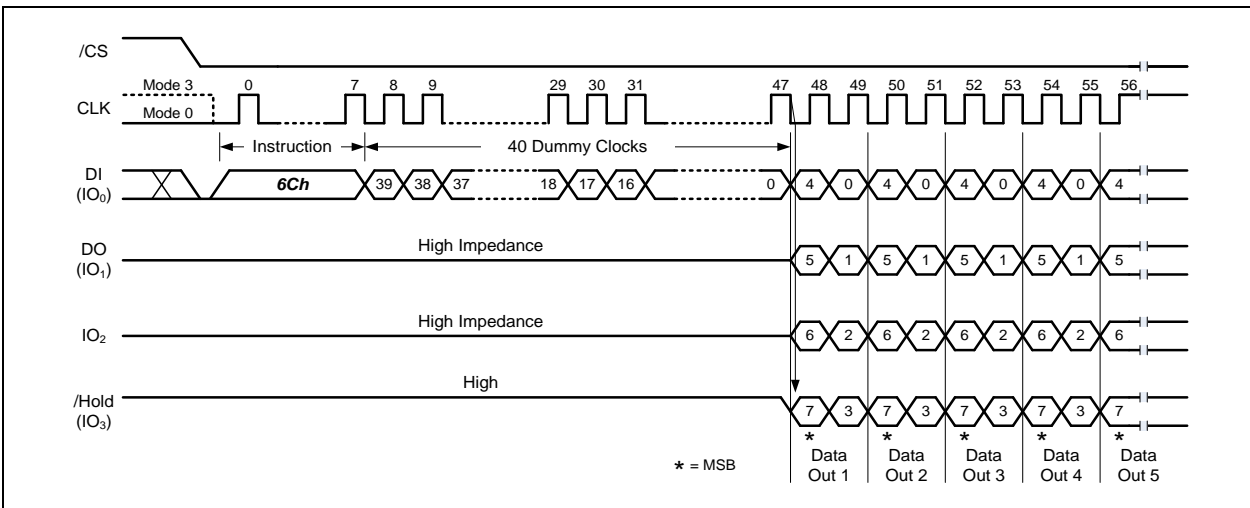 /CS
Mode 3 0 7 8 9 29 30 31 47 48 49 50 51 52 53 54 55 56
CLK
Mode 0
Instruction 40 Dummy Clocks
DI
(IO₀)
6Ch 39 38 37 18 17 16 0 4 0 4 0 4 0 4 0 4
High Impedance
DO
(IO₁)
5 1 5 1 5 1 5 1 5
High Impedance
IO₂
6 2 6 2 6 2 6 2 6
High
/Hold
(IO₃)
7 3 7 3 7 3 7 3 7
* * * * *
* = MSB
Data Data Data Data Data
Out 1 Out 2 Out 3 Out 4 Out 5